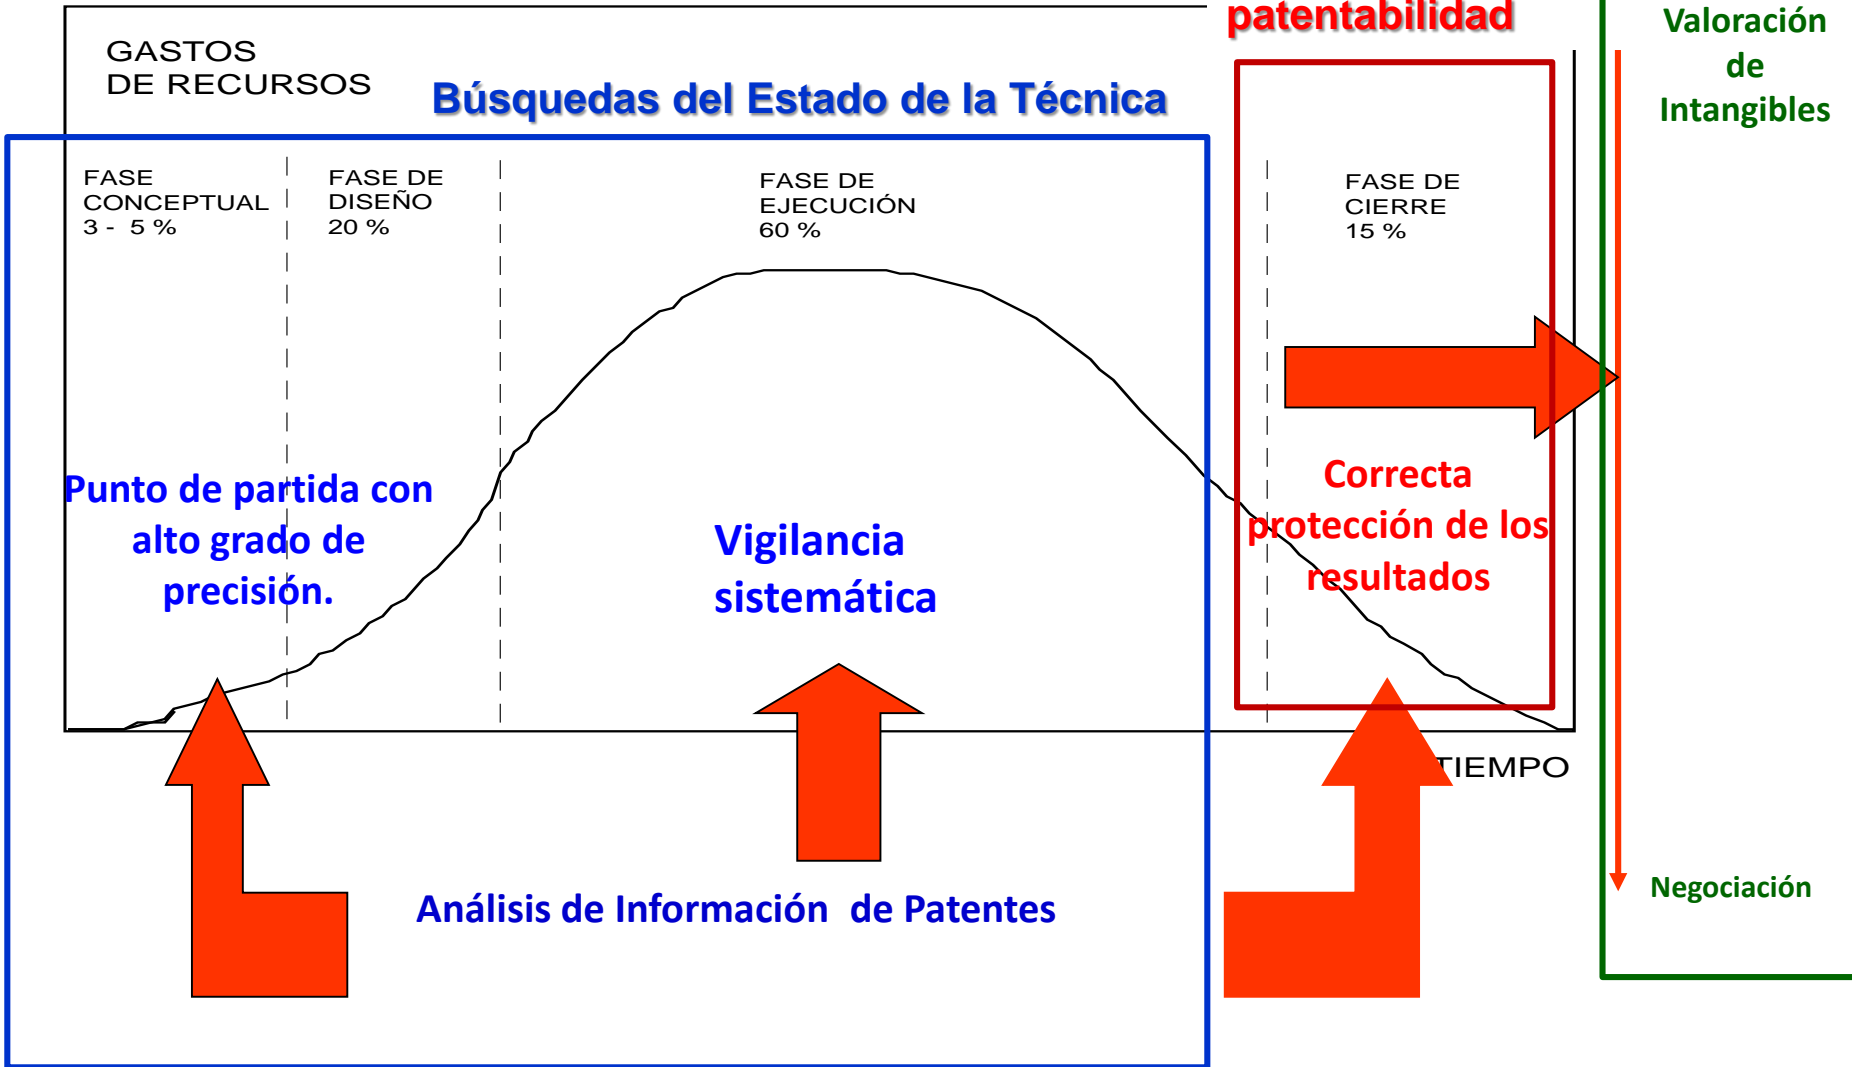 patentabilidad
Valoración
de
Intangibles
GASTOS
DE RECURSOS
Búsquedas del Estado de la Técnica
FASE
CONCEPTUAL
3 - 5 %
FASE DE
DISEÑO
20 %
FASE DE
EJECUCIÓN
60 %
FASE DE
CIERRE
15 %
Punto de partida con
alto grado de
precisión.
Vigilancia
sistemática
Correcta
protección de los
resultados
TIEMPO
Análisis de Información de Patentes
Negociación